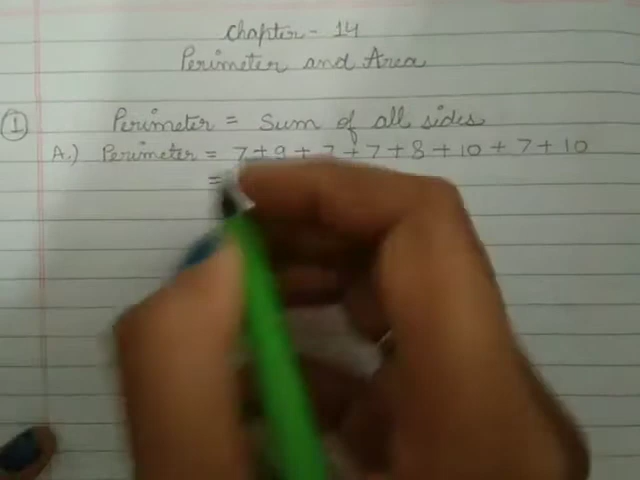 Chapter - 14
Perimeter and Area
1 Perimeter = Sum of all sides
A.) Perimeter = 7 + 9 + 7 + 7 + 8 + 10 + 7 + 10
=